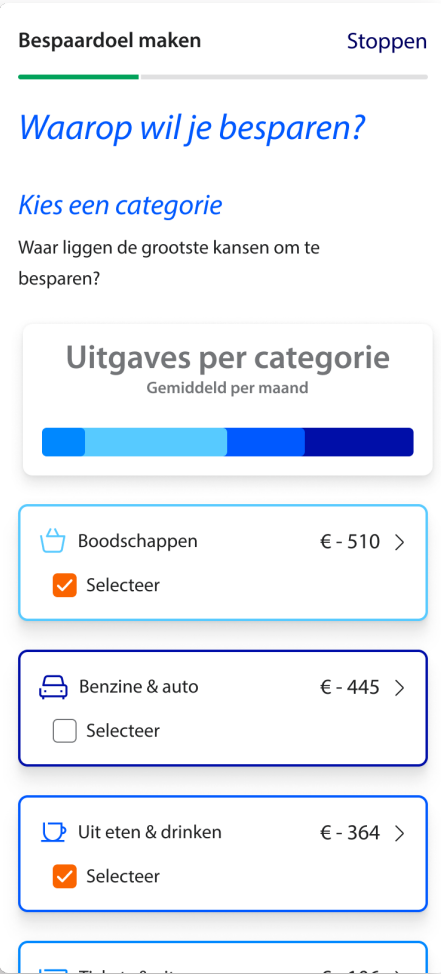 Bespaardoel maken
Stoppen
Waarop wil je besparen?
Kies een categorie
Waar liggen de grootste kansen om te
besparen?
Uitgaves per categorie
Gemiddeld per maand
Boodschappen € - 510
Selecteer
Benzine & auto € - 445
Selecteer
Uit eten & drinken € - 364
Selecteer